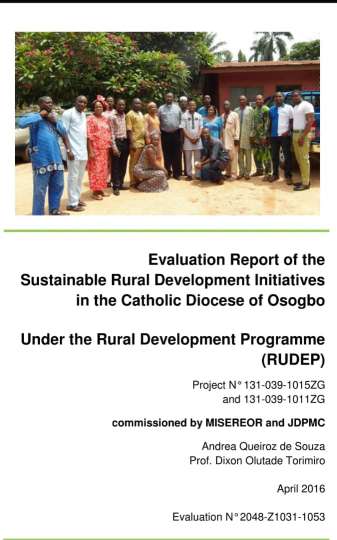 Evaluation Report of the
Sustainable Rural Development Initiatives
in the Catholic Diocese of Osogbo
Under the Rural Development Programme
(RUDEP)
Project N° 131-039-1015ZG
and 131-039-1011ZG
commissioned by MISEREOR and JDPMC
Andrea Queiroz de Souza
Prof. Dixon Olutade Torimiro
April 2016
Evaluation N° 2048-Z1031-1053